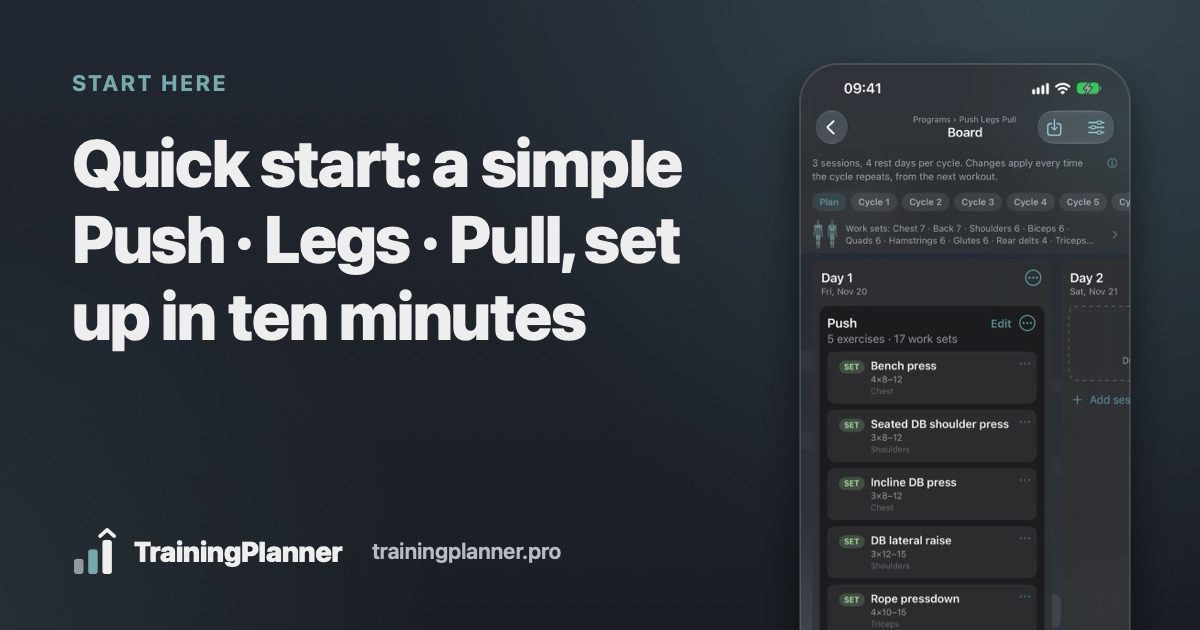 START HERE
Quick start: a simple
Push · Legs · Pull, set
up in ten minutes
TrainingPlanner
trainingplanner.pro
09:41
Programs › Push Legs Pull
Board
3 sessions, 4 rest days per cycle. Changes apply every time
the cycle repeats, from the next workout.
Plan Cycle 1 Cycle 2 Cycle 3 Cycle 4 Cycle 5 Cy
Work sets: Chest 7 · Back 7 · Shoulders 6 · Biceps 6 ·
Quads 6 · Hamstrings 6 · Glutes 6 · Rear delts 4 · Triceps...
Day 1
Fri, Nov 20
Push Edit
5 exercises · 17 work sets
SET Bench press
4×8–12
Chest
SET Seated DB shoulder press
3×8–12
Shoulders
SET Incline DB press
3×8–12
Chest
SET DB lateral raise
3×12–15
Shoulders
SET Rope pressdown
4×10–15
Triceps
Day 2
Sat, Nov 21
+ Add ses